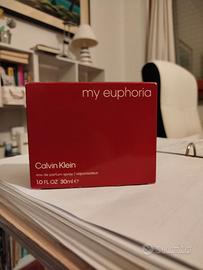 my euphoria
Calvin Klein
eau de parfum spray / vaporisateur
1.0 FL OZ 30ml ℮